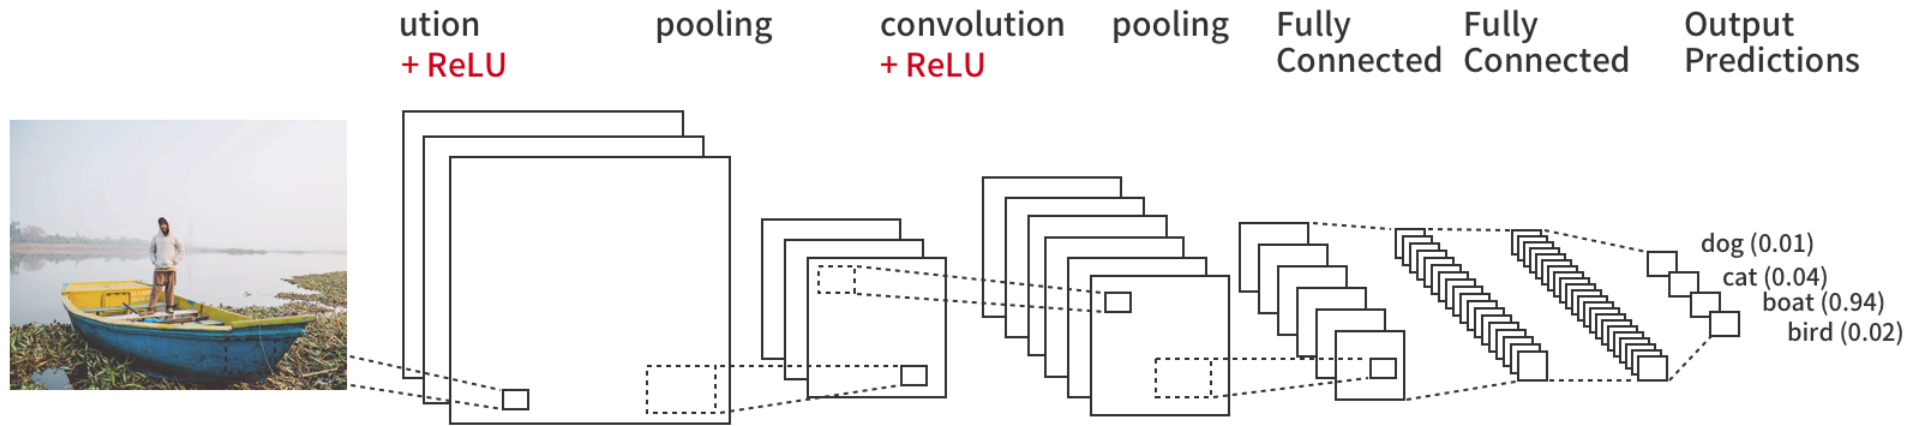 ution
+ ReLU
pooling
convolution
+ ReLU
pooling
Fully
Connected
Fully
Connected
Output
Predictions
dog (0.01)
cat (0.04)
boat (0.94)
bird (0.02)